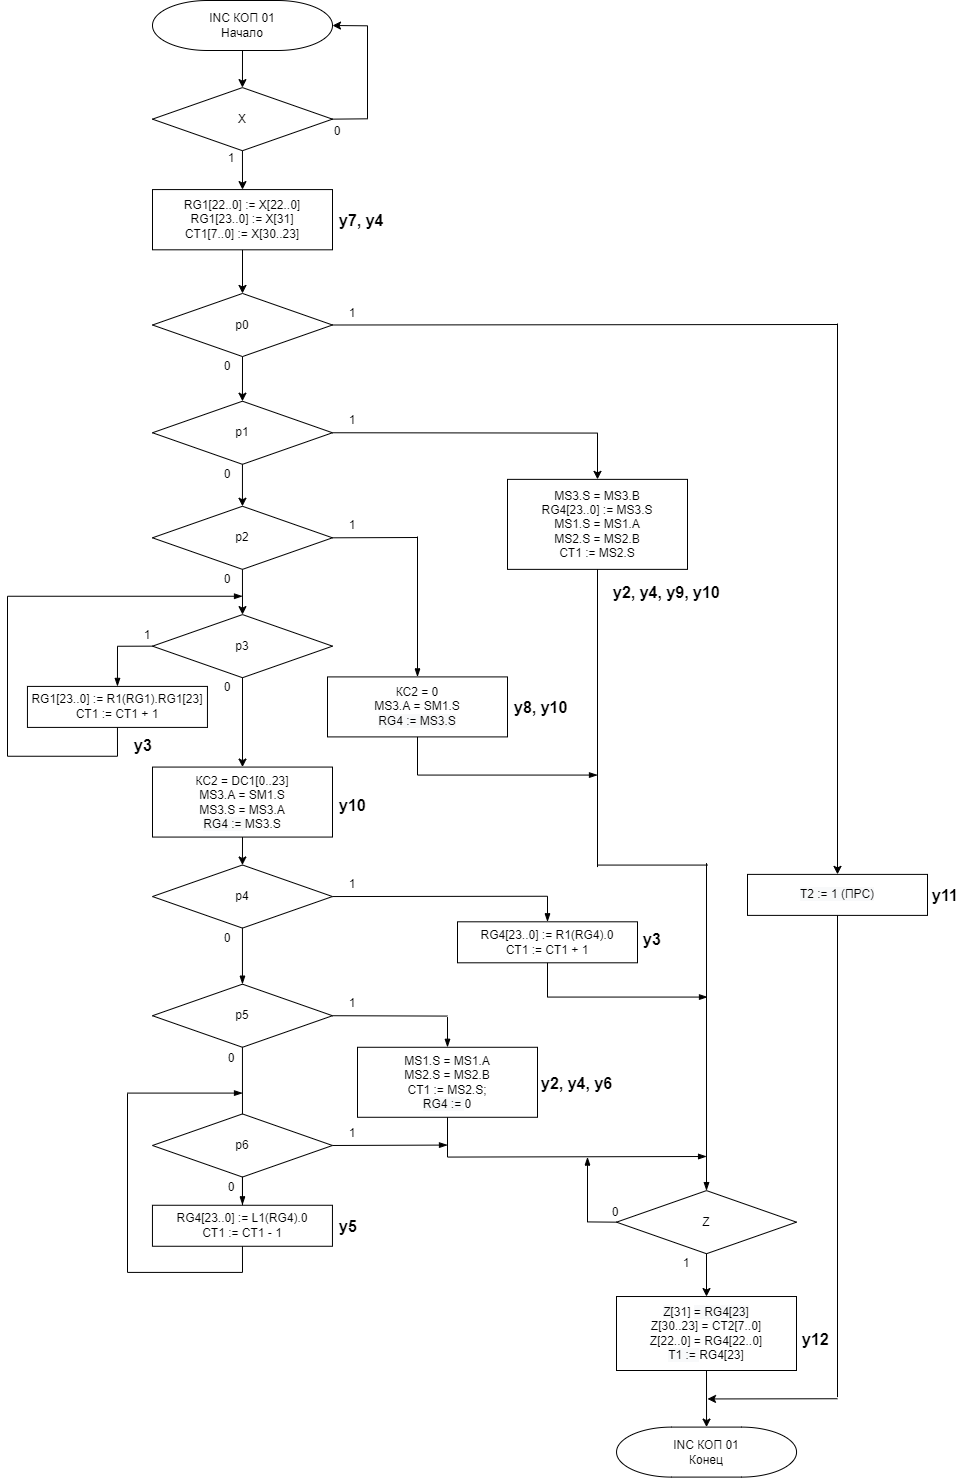 INC КОП 01
Начало
X
0
1
RG1[22..0] := X[22..0]
RG1[23..0] := X[31]
CT1[7..0] := X[30..23]
y7, y4
p0
1
0
p1
1
0
MS3.S = MS3.B
RG4[23..0] := MS3.S
MS1.S = MS1.A
MS2.S = MS2.B
CT1 := MS2.S
y2, y4, y9, y10
p2
1
0
p3
1
0
RG1[23..0] := R1(RG1).RG1[23]
CT1 := CT1 + 1
y3
КС2 = 0
MS3.A = SM1.S
RG4 := MS3.S
y8, y10
КС2 = DC1[0..23]
MS3.A = SM1.S
MS3.S = MS3.A
RG4 := MS3.S
y10
p4
1
0
T2 := 1 (ПРС)
y11
RG4[23..0] := R1(RG4).0
CT1 := CT1 + 1
y3
p5
1
0
MS1.S = MS1.A
MS2.S = MS2.B
CT1 := MS2.S;
RG4 := 0
y2, y4, y6
p6
1
0
RG4[23..0] := L1(RG4).0
CT1 := CT1 - 1
y5
Z
0
1
Z[31] = RG4[23]
Z[30..23] = CT2[7..0]
Z[22..0] = RG4[22..0]
T1 := RG4[23]
y12
INC КОП 01
Конец